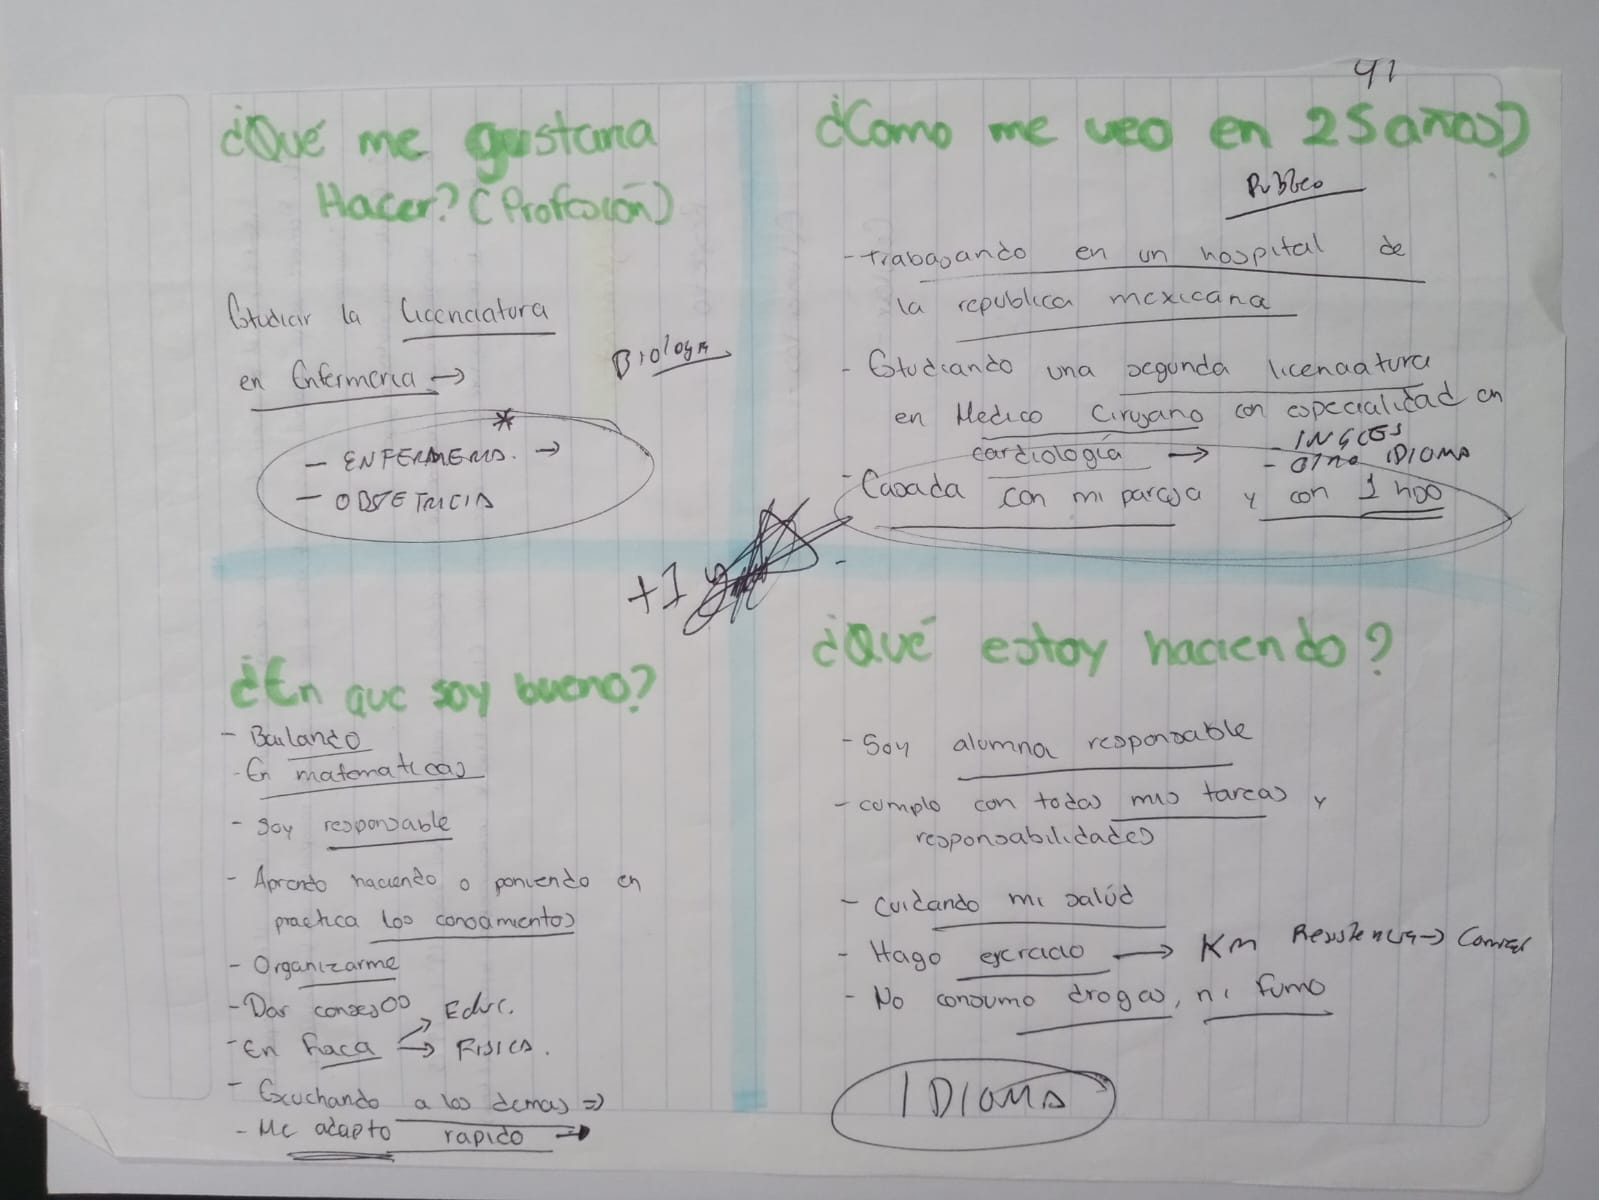 41
¿Qué me gustaria
Hacer? (Profesión)
Estudiar la licenciatura
en Enfermeria →
Biología
*
- ENFERMERA. →
- OBSTETRICIA
¿Como me veo en 25 años)
Publico
- trabajando en un hospital de
la republica mexicana
- Estudiando una segunda licenciatura
en Medico Cirujano con especialidad en
cardiología →
- INGLES
- OTRO IDIOMA
- Casada con mi pareja y con 1 hijo
+1
-
¿En que soy bueno?
- Bailando
- En matematicas
- Soy responsable
- Aprendo haciendo o poniendo en
practica los conocimientos
- Organizarme
- Dar consejos
- En fisica → Educ.
→ FISICA.
- Escuchando a los demas ⇒
- Me adapto rapido →
¿Qué estoy haciendo?
- Soy alumna responsable
- cumplo con todas mis tareas y
responsabilidades
- Cuidando mi salúd
- Hago ejercicio → KM Resistencia → Correr
- No consumo drogas, ni fumo
IDIOMA